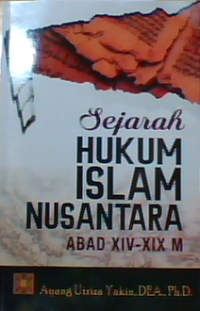 Sejarah
HUKUM
ISLAM
NUSANTARA
ABAD XIV-XIX M
Ayang Utriza Yakin, DEA., Ph.D.